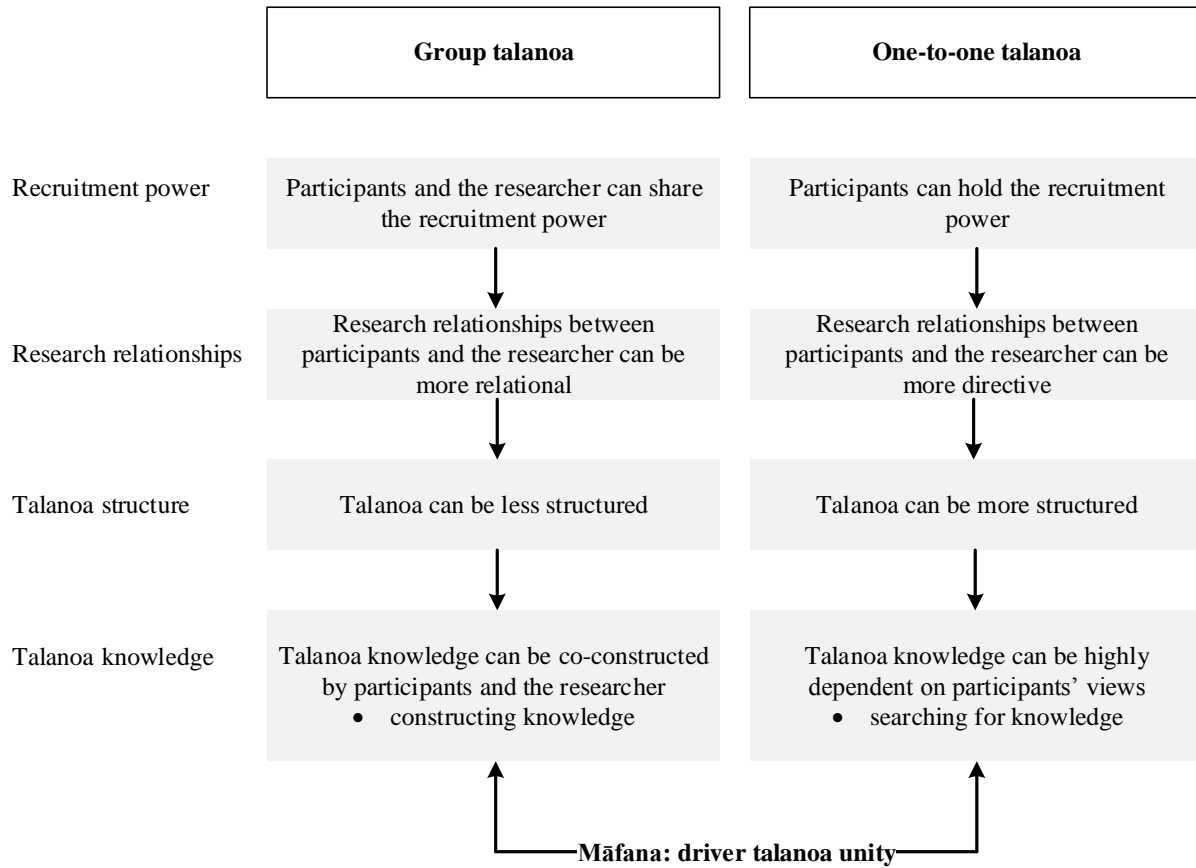 Group talanoa
One-to-one talanoa
Recruitment power
Participants and the researcher can share
the recruitment power
Participants can hold the recruitment
power
Research relationships
Research relationships between
participants and the researcher can be
more relational
Research relationships between
participants and the researcher can be
more directive
Talanoa structure
Talanoa can be less structured
Talanoa can be more structured
Talanoa knowledge
Talanoa knowledge can be co-constructed
by participants and the researcher
• constructing knowledge
Talanoa knowledge can be highly
dependent on participants’ views
• searching for knowledge
Māfana: driver talanoa unity